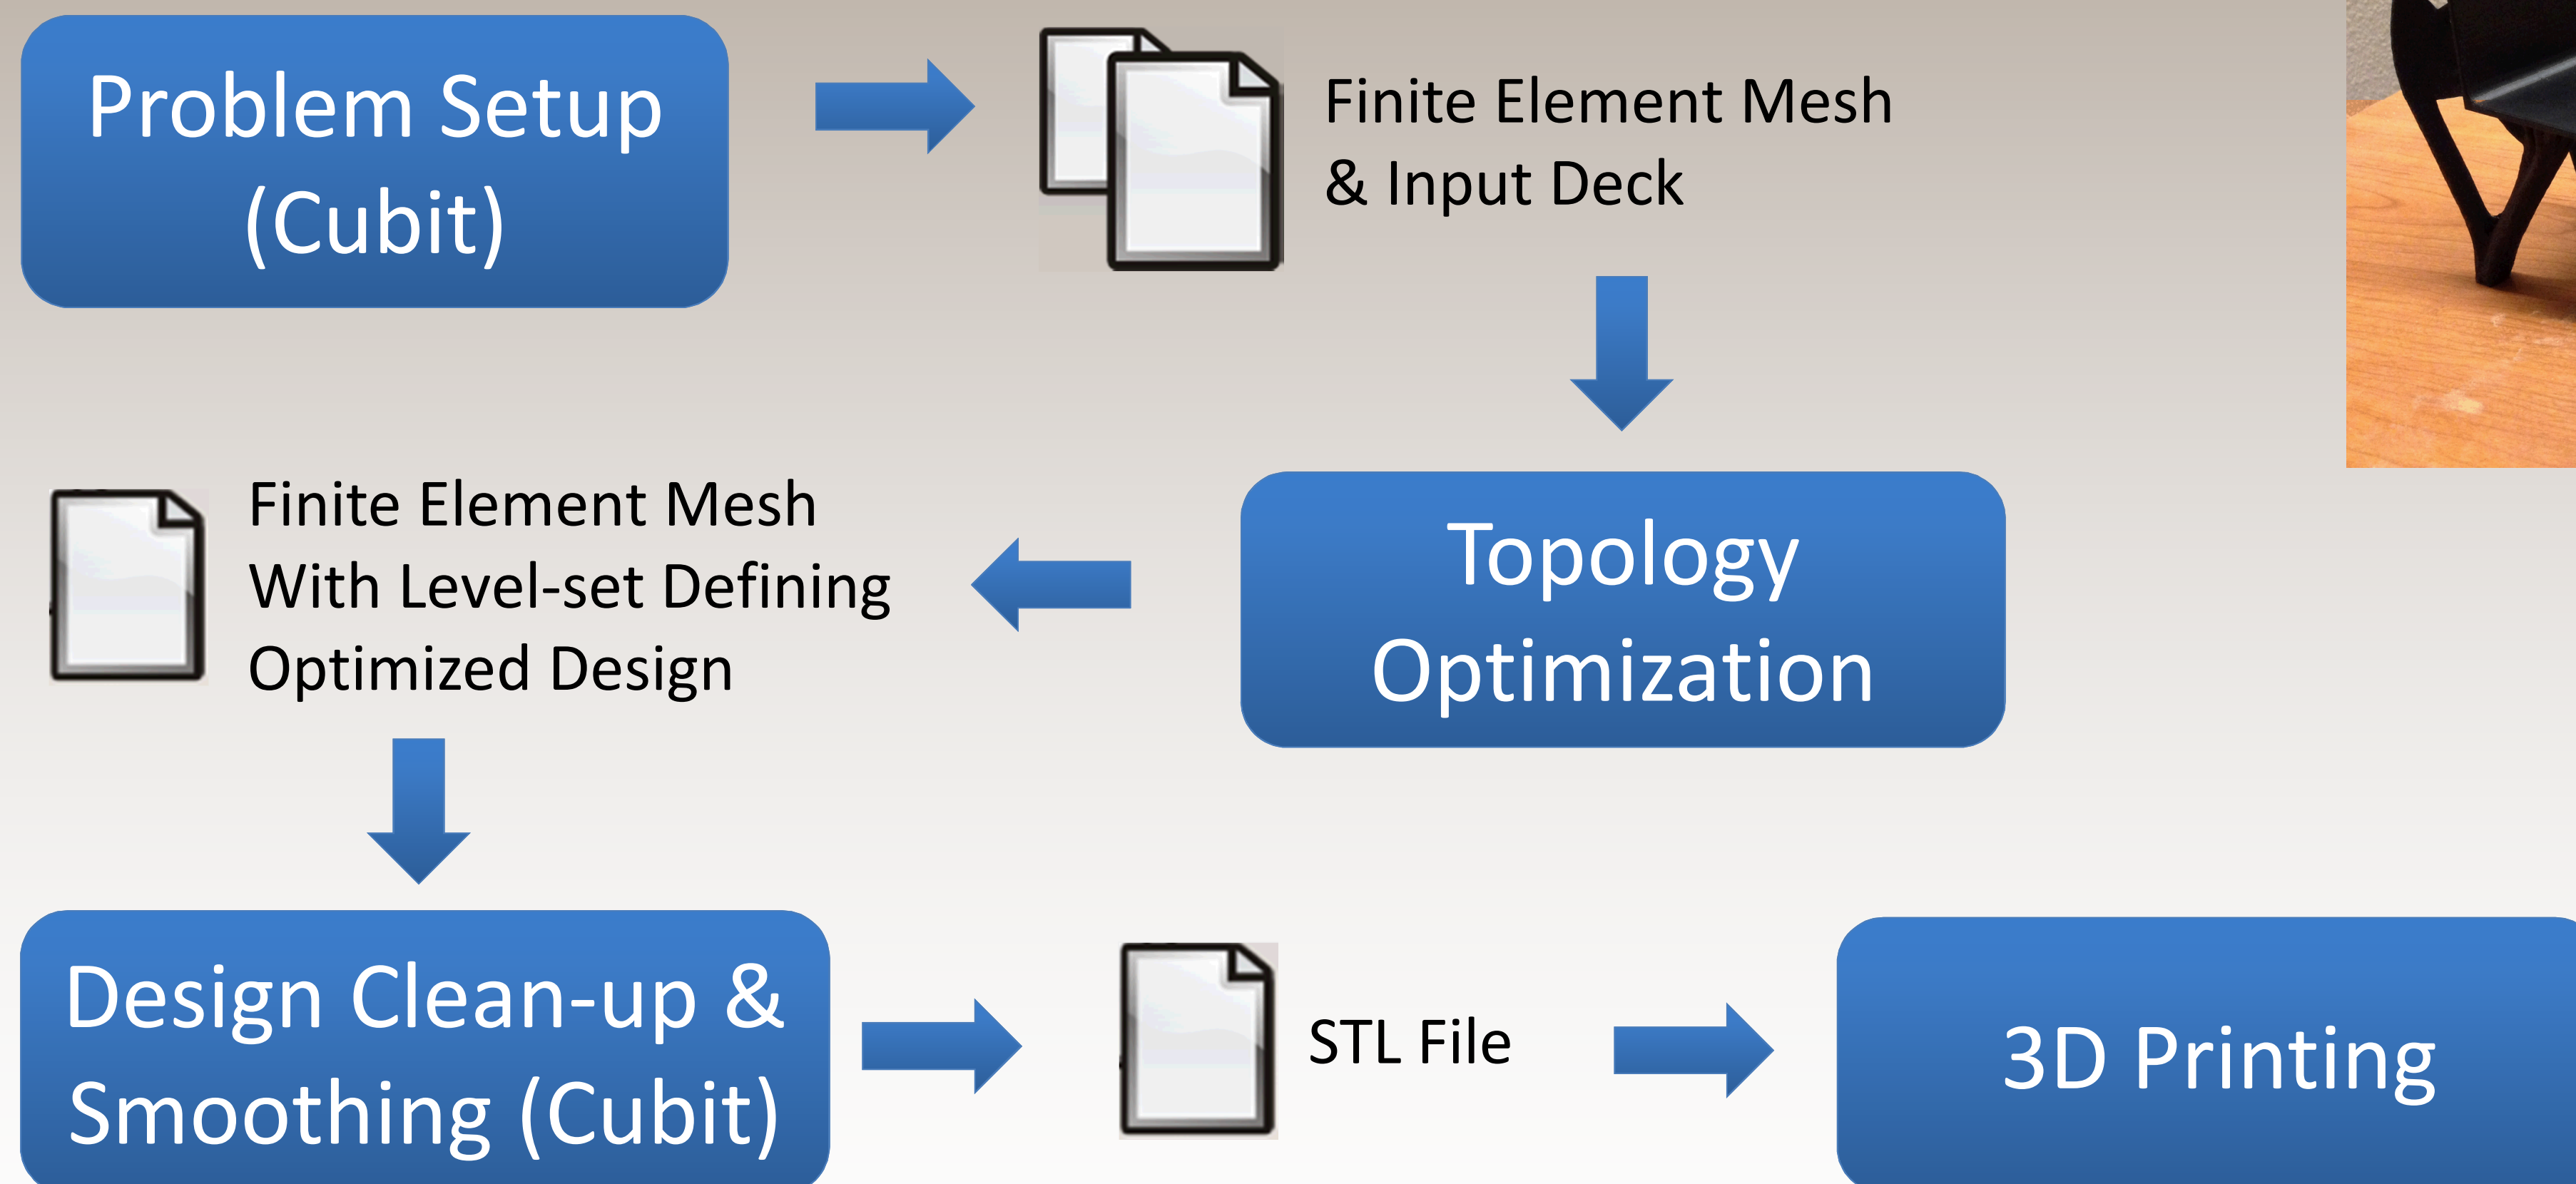 Problem Setup
(Cubit)
Finite Element Mesh
& Input Deck
Topology
Optimization
Finite Element Mesh
With Level-set Defining
Optimized Design
Design Clean-up &
Smoothing (Cubit)
STL File
3D Printing